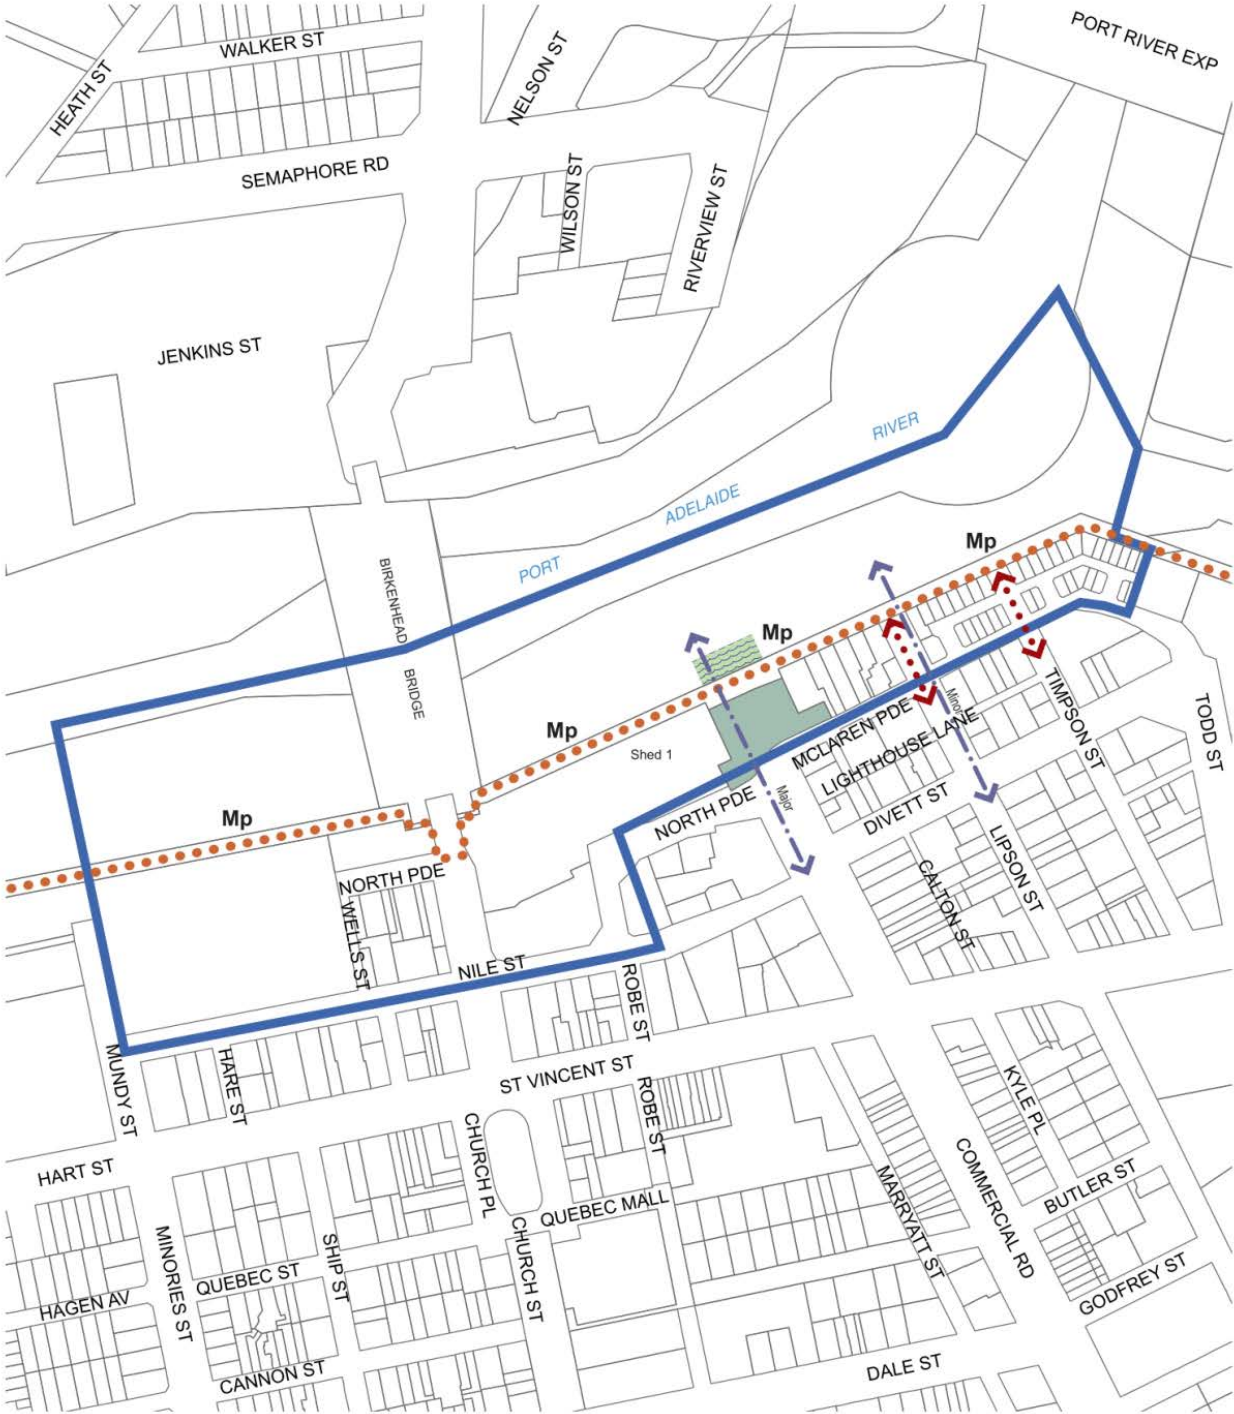 WALKER ST
NELSON ST
PORT RIVER EXP
HEATH ST
SEMAPHORE RD
WILSON ST
RIVERVIEW ST
JENKINS ST
RIVER
ADELAIDE
PORT
Mp
BIRKENHEAD
BRIDGE
Mp
Mp
Shed 1
Minor
MCLAREN PDE
LIGHTHOUSE LANE
TIMPSON ST
TODD ST
Major
NORTH PDE
DIVETT ST
Mp
NORTH PDE
WELLS ST
LIPSON ST
CALTON ST
NILE ST
ROBE ST
MUNDY ST
HARE ST
ST VINCENT ST
ROBE ST
KYLE PL
HART ST
CHURCH PL
COMMERCIAL RD
BUTLER ST
QUEBEC MALL
MARRYATT ST
MINORIES ST
SHIP ST
CHURCH ST
QUEBEC ST
GODFREY ST
HAGEN AV
CANNON ST
DALE ST